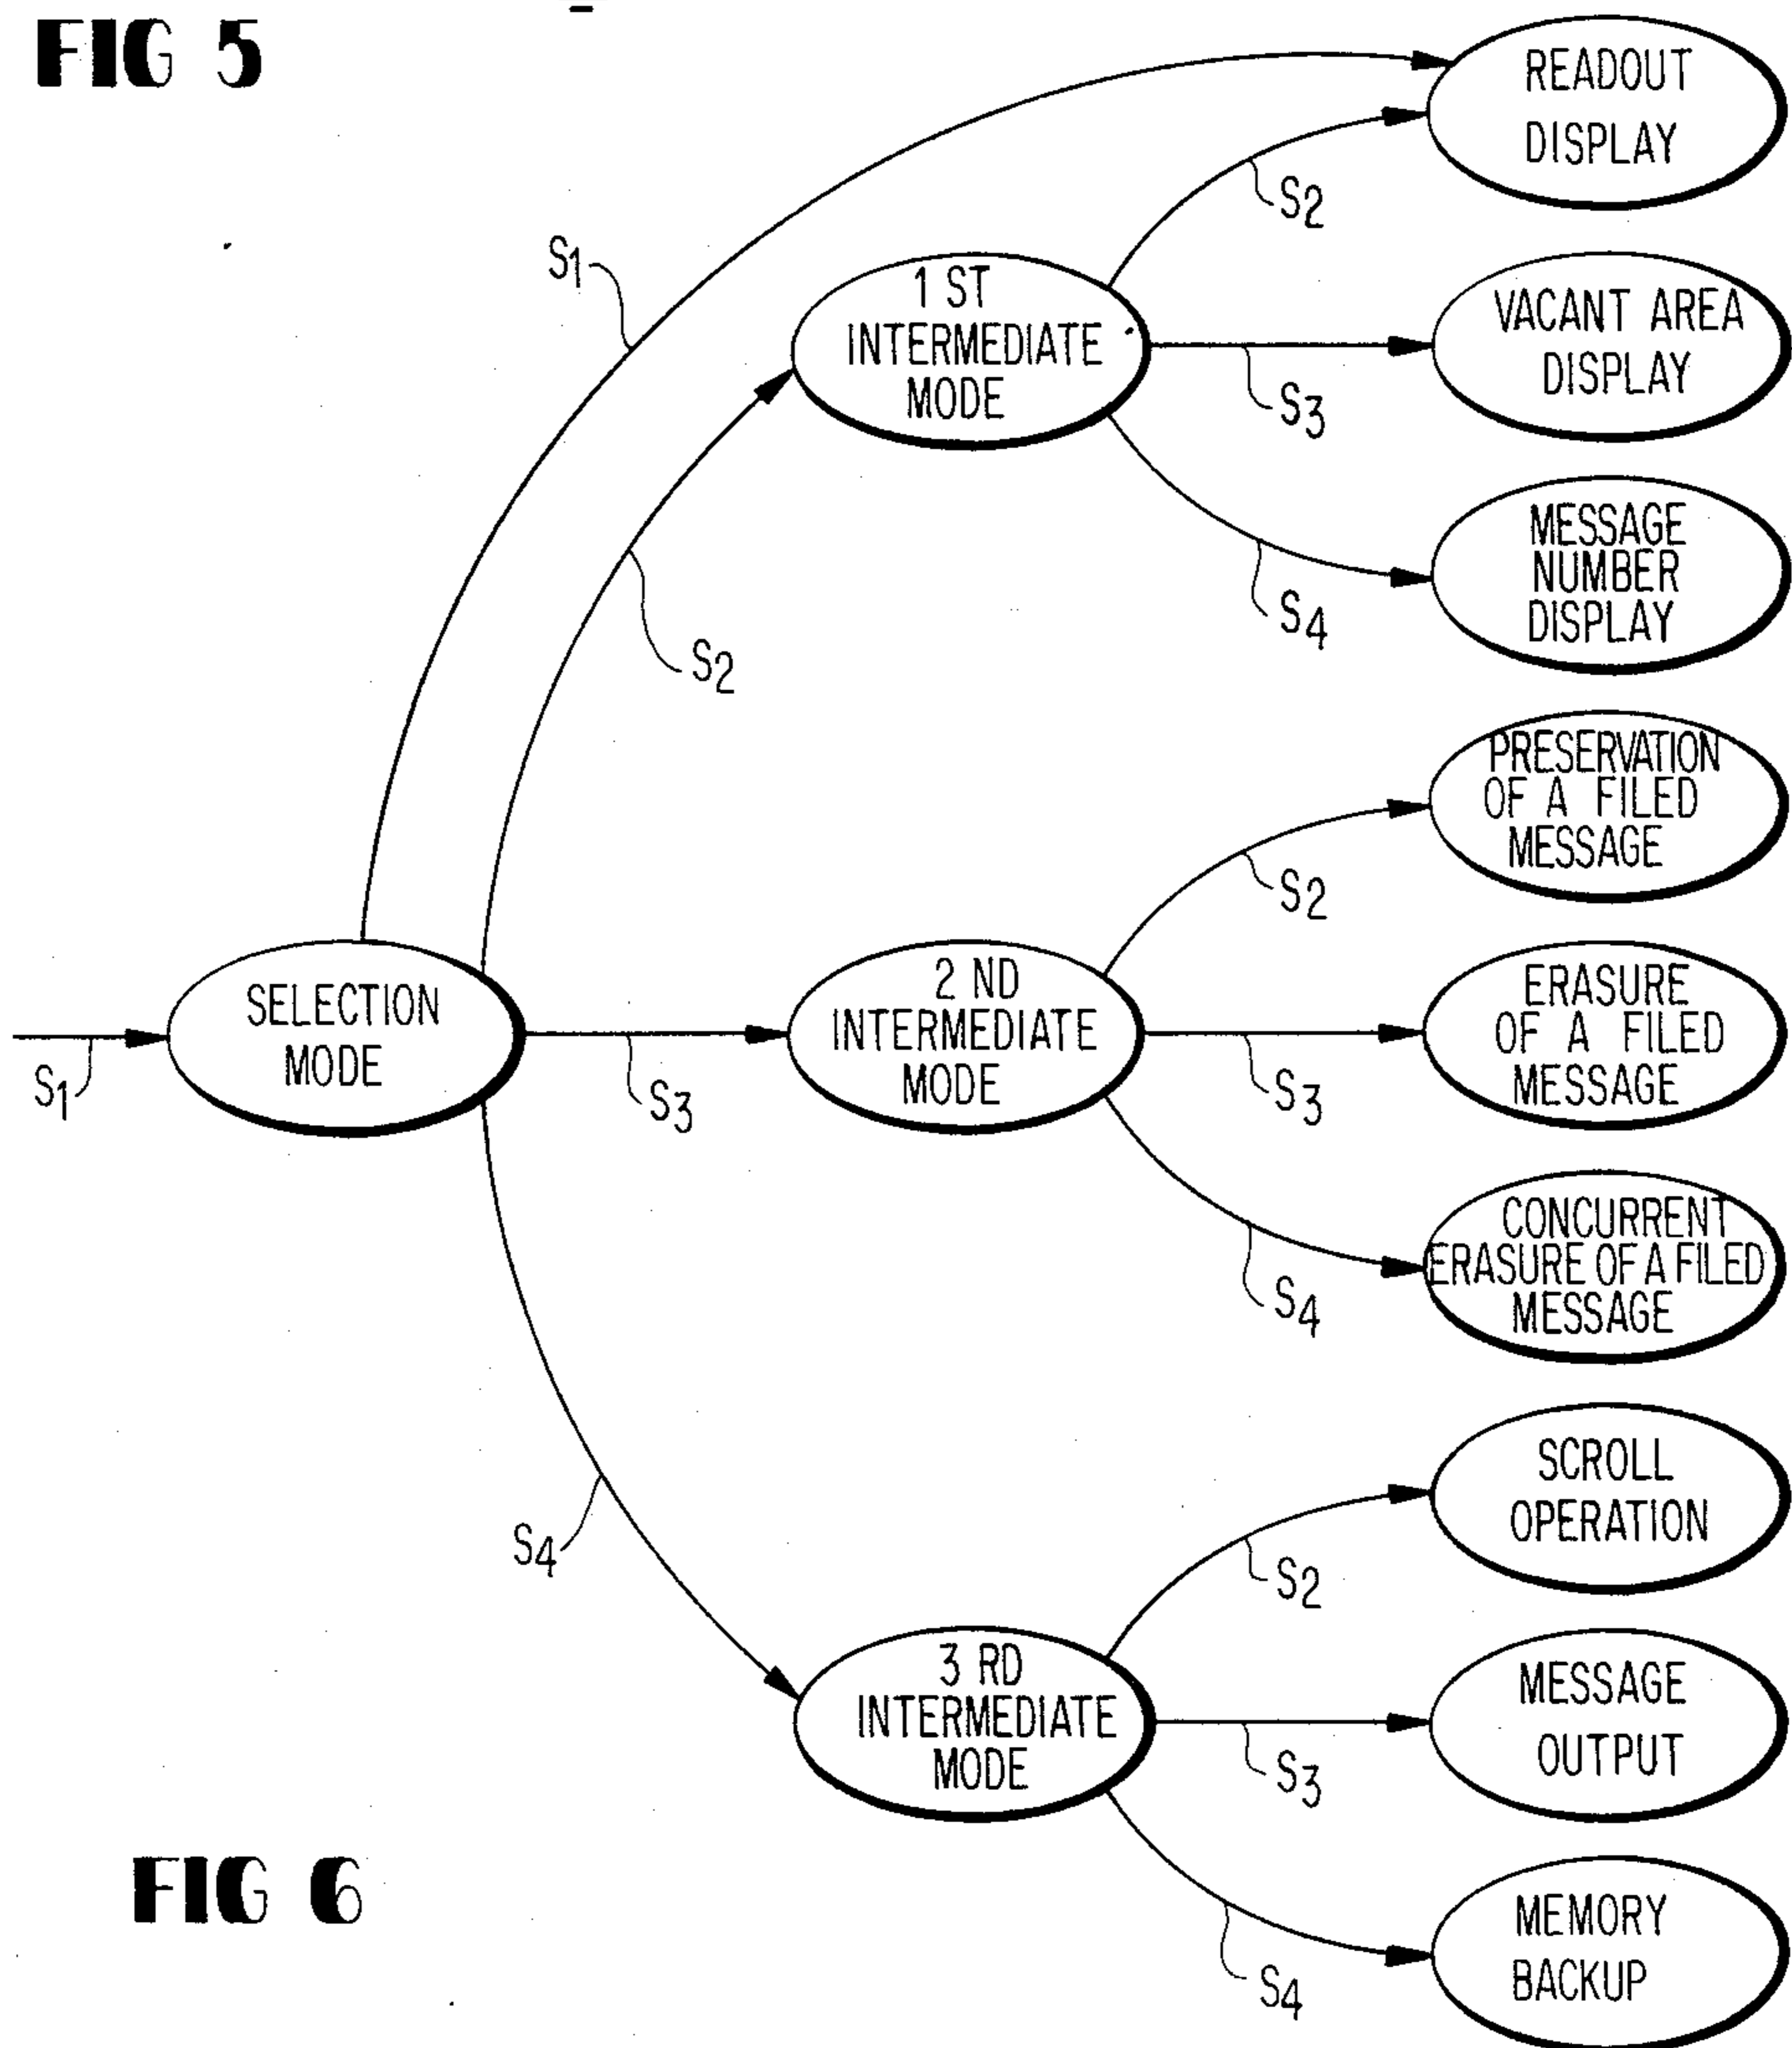 FIG 5
READOUT
DISPLAY
S2
S1
1 ST
INTERMEDIATE
MODE
VACANT AREA
DISPLAY
S3
MESSAGE
NUMBER
DISPLAY
S4
S2
PRESERVATION
OF A FILED
MESSAGE
S2
SELECTION
MODE
S1
S3
2 ND
INTERMEDIATE
MODE
ERASURE
OF A FILED
MESSAGE
S3
CONCURRENT
ERASURE OF A FILED
MESSAGE
S4
SCROLL
OPERATION
S4
S2
3 RD
INTERMEDIATE
MODE
MESSAGE
OUTPUT
S3
FIG 6
MEMORY
BACKUP
S4